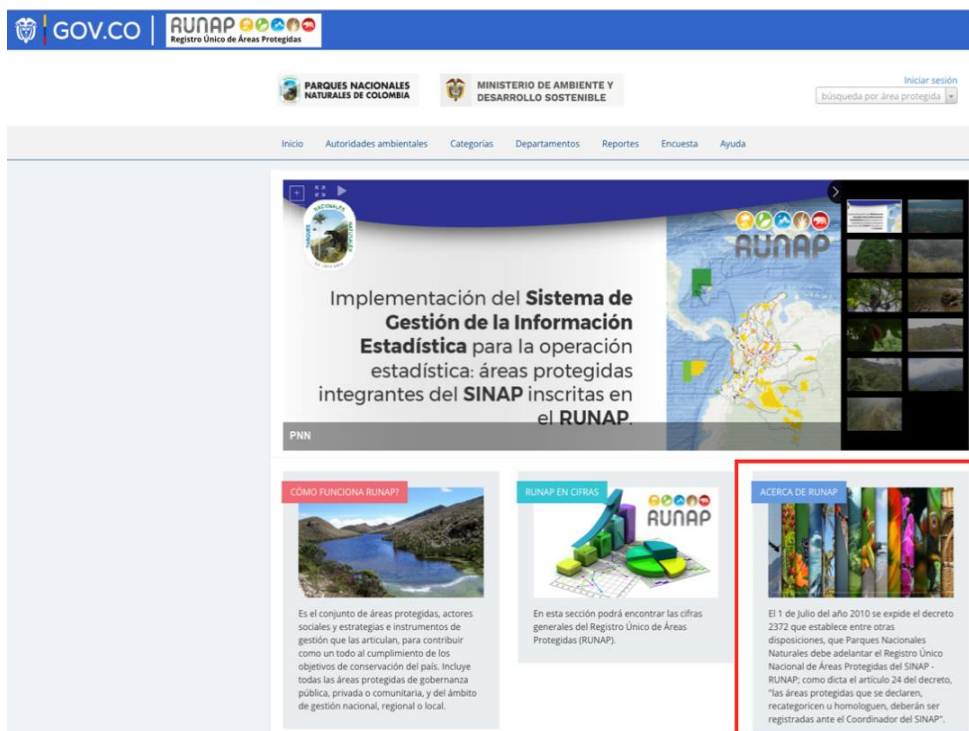 GOV.CO
RUNAP
Registro Único de Áreas Protegidas
PARQUES NACIONALES
NATURALES DE COLOMBIA
MINISTERIO DE AMBIENTE Y
DESARROLLO SOSTENIBLE
Iniciar sesión
búsqueda por área protegida
Inicio Autoridades ambientales Categorias Departamentos Reportes Encuesta Ayuda
RUNAP
Implementación del Sistema de
Gestión de la Información
Estadística para la operación
estadística: áreas protegidas
integrantes del SINAP inscritas en
el RUNAP.
PNN
CÓMO FUNCIONA RUNAP?
Es el conjunto de áreas protegidas, actores
sociales y estrategias e instrumentos de
gestión que las articulan, para contribuir
como un todo al cumplimiento de los
objetivos de conservación del país. Incluye
todas las áreas protegidas de gobernanza
pública, privada o comunitaria, y del ámbito
de gestión nacional, regional o local.
RUNAP EN CIFRAS
RUNAP
En esta sección podrá encontrar las cifras
generales del Registro Único de Áreas
Protegidas (RUNAP).
ACERCA DE RUNAP
El 1 de Julio del año 2010 se expide el decreto
2372 que establece entre otras
disposiciones, que Parques Nacionales
Naturales debe adelantar el Registro Único
Nacional de Áreas Protegidas del SINAP -
RUNAP; como dicta el artículo 24 del decreto,
"las áreas protegidas que se declaren,
recategoricen u homologuen, deberán ser
registradas ante el Coordinador del SINAP".